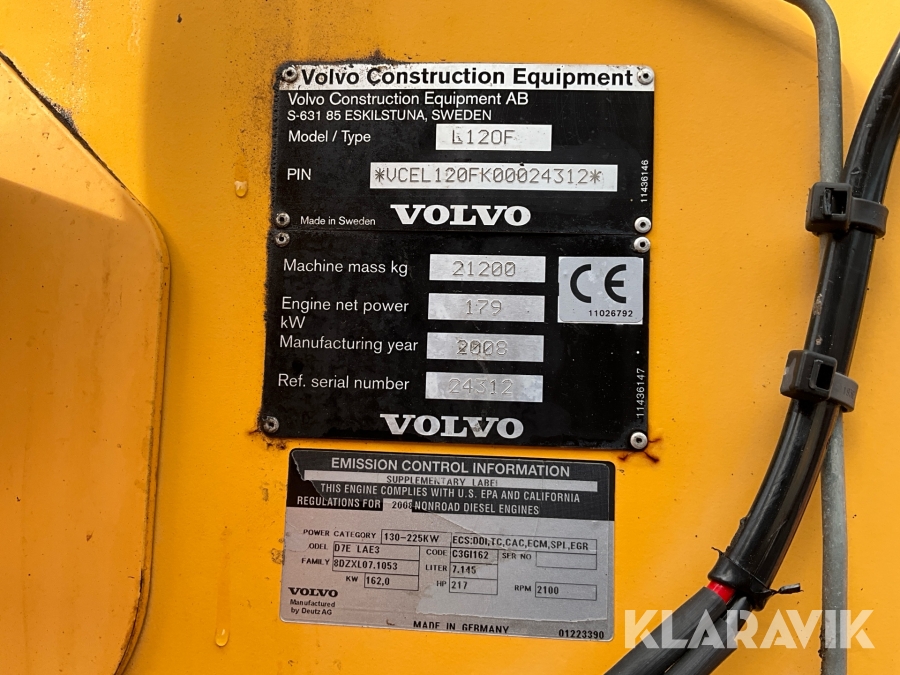 Volvo Construction Equipment
Volvo Construction Equipment AB
S-631 85 ESKILSTUNA, SWEDEN
Model / Type L120F
PIN *VCEL120FK00024312*
Made in Sweden VOLVO
11436146
Machine mass kg 21200
Engine net power kW 179
Manufacturing year 2008
Ref. serial number 24312
VOLVO
CE
11026792
11436147
EMISSION CONTROL INFORMATION
SUPPLEMENTARY LABEL
THIS ENGINE COMPLIES WITH U.S. EPA AND CALIFORNIA
REGULATIONS FOR 2008 NONROAD DIESEL ENGINES
POWER CATEGORY 130-225KW ECS:DDI,TC,CAC,ECM,SPL,EGR
ODEL D7E LAE3 CODE C3GI162 SER NO
FAMILY 8DZXL07.1053 LITER 7.145
KW 162,0 HP 217 RPM 2100
VOLVO
Manufactured
by Deutz AG
MADE IN GERMANY 01223390
KLARAVIK